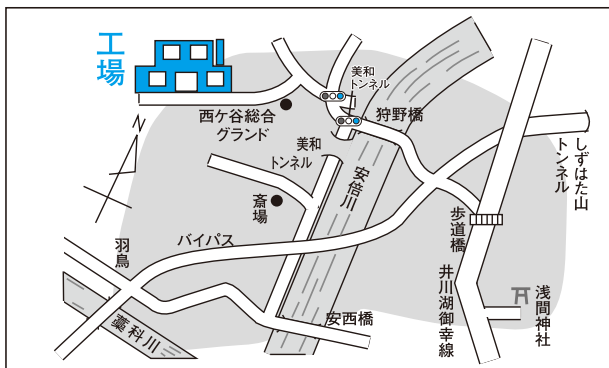 工場
美和
トンネル
狩野橋
西ケ谷総合
グランド
N
美和
トンネル
しずはた山
トンネル
安倍川
斎場
歩道橋
羽鳥
バイパス
井川湖御幸線
浅間神社
安西橋
藁科川